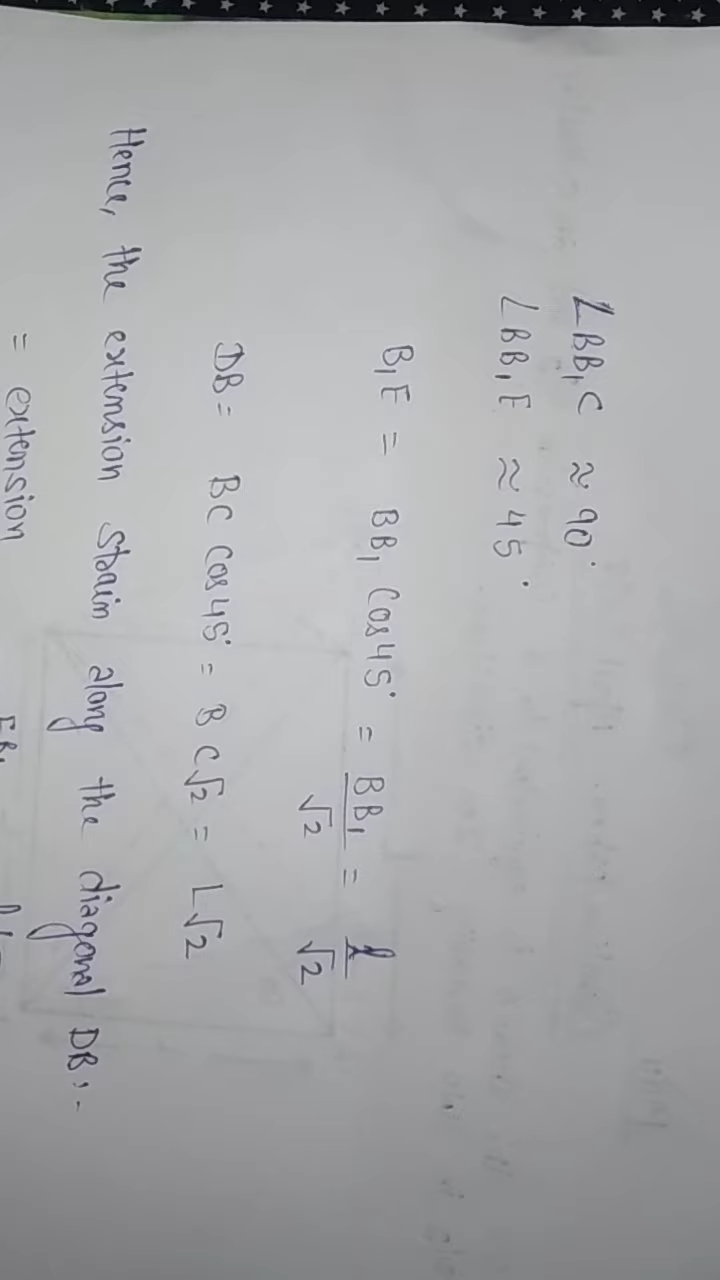 ∠BB₁C ≈ 90°
∠BB₁E ≈ 45°
B₁E = BB₁ Cos45° = BB₁/√2 = l/√2
DB = BC Cos45° = BC√2 = L√2
Hence, the extension strain along the diagonal DB:-
= extension